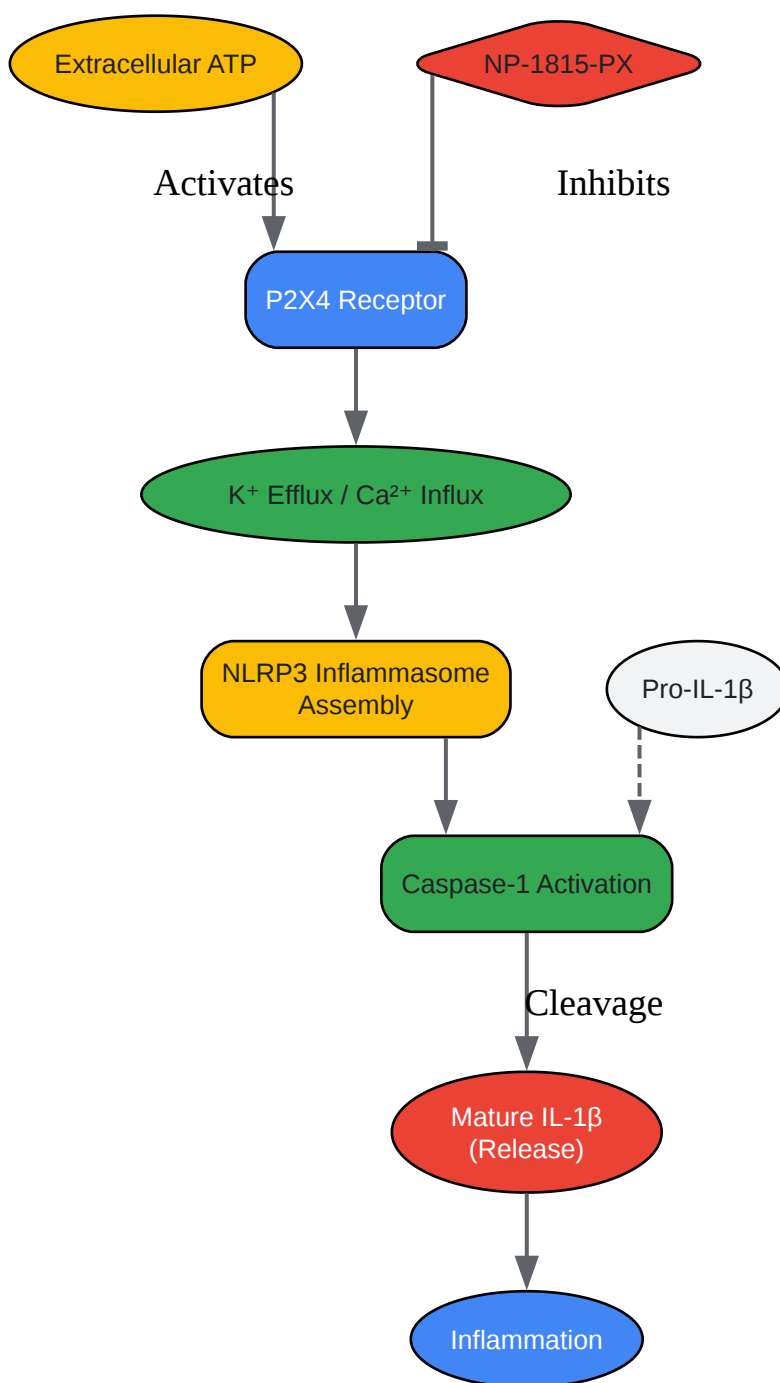 Extracellular ATP
NP-1815-PX
Activates
Inhibits
P2X4 Receptor
K⁺ Efflux / Ca²⁺ Influx
NLRP3 Inflammasome
Assembly
Pro-IL-1β
Caspase-1 Activation
Cleavage
Mature IL-1β
(Release)
Inflammation